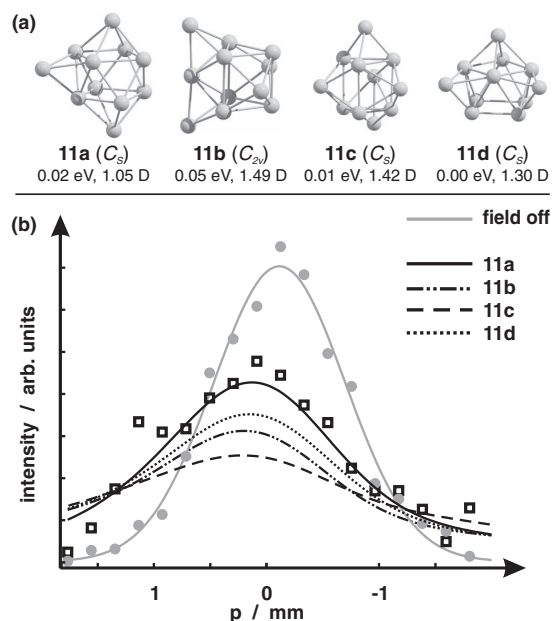 (a)
11a (CS) 11b (C2v) 11c (CS) 11d (CS)
0.02 eV, 1.05 D 0.05 eV, 1.49 D 0.01 eV, 1.42 D 0.00 eV, 1.30 D
(b)
field off
11a
11b
11c
11d
intensity / arb. units
1 0 -1
p / mm